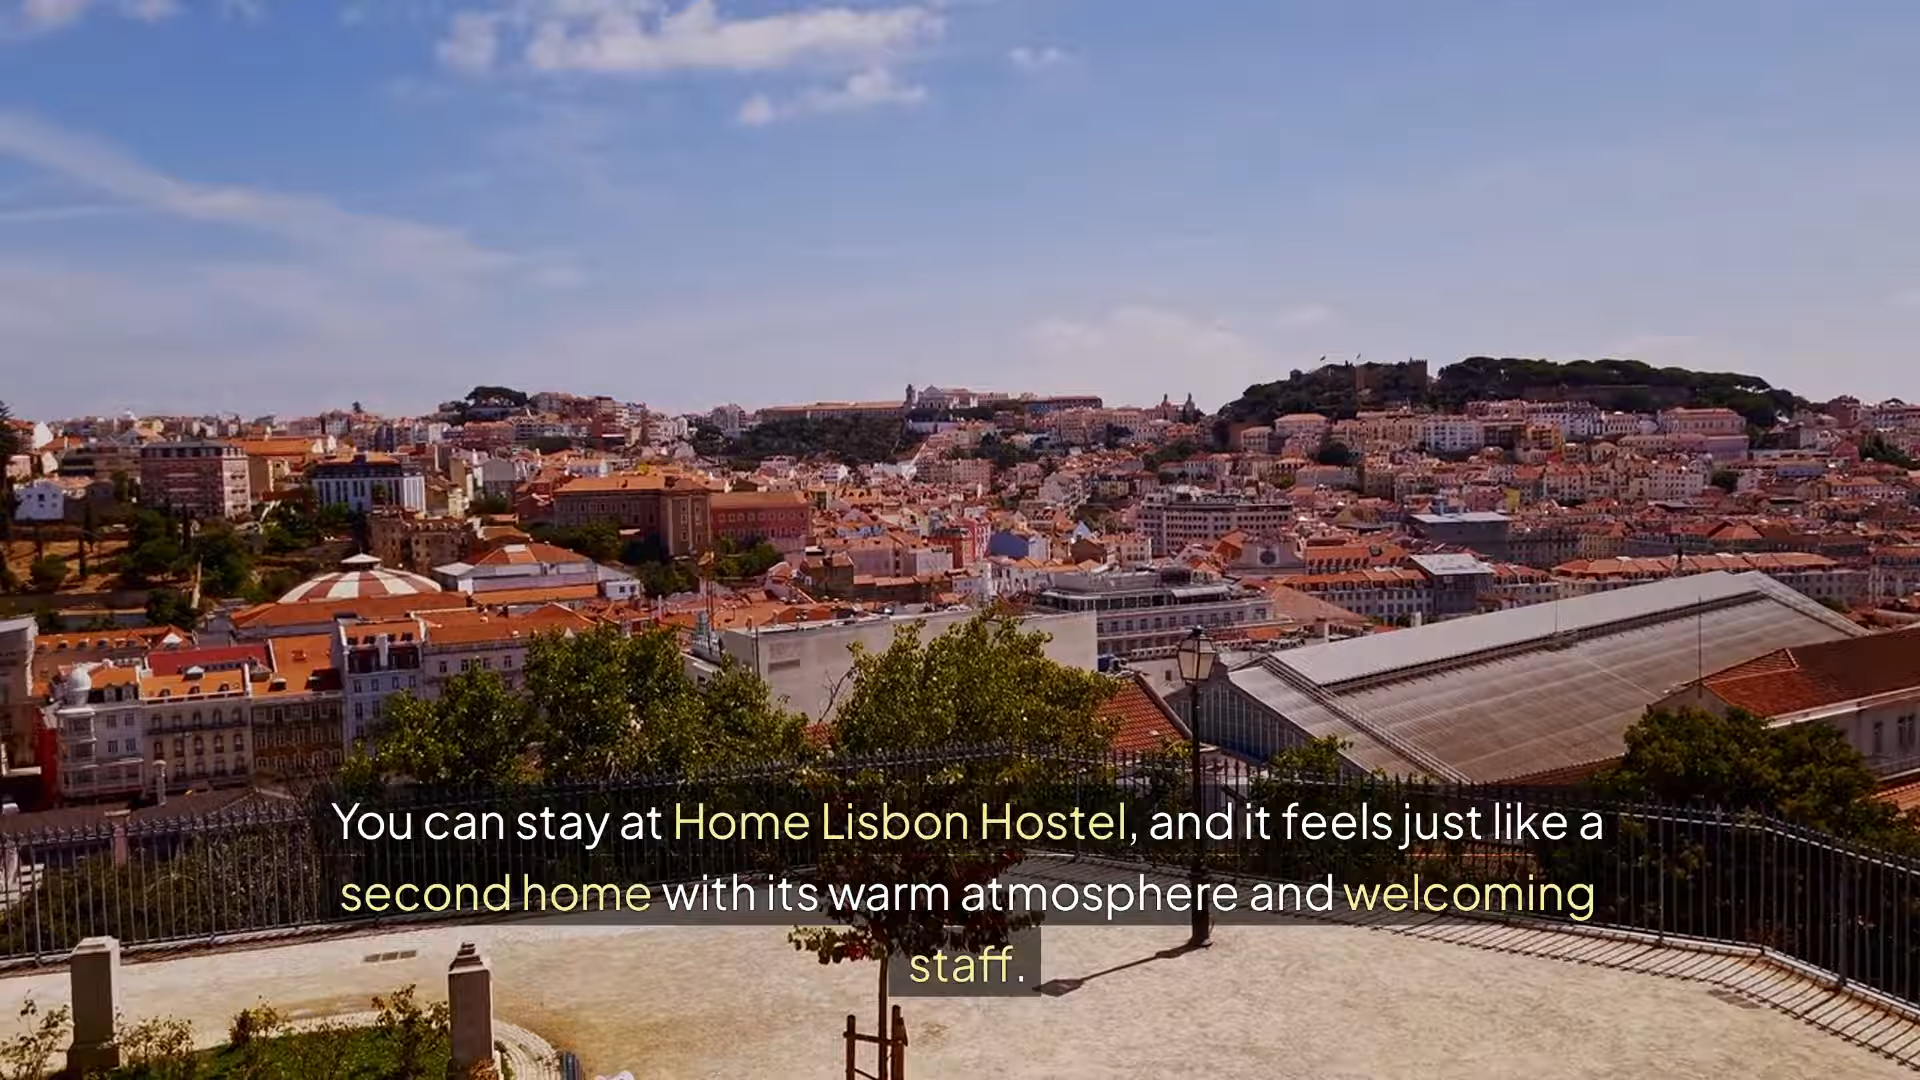 You can stay at Home Lisbon Hostel, and it feels just like a
second home with its warm atmosphere and welcoming
staff.